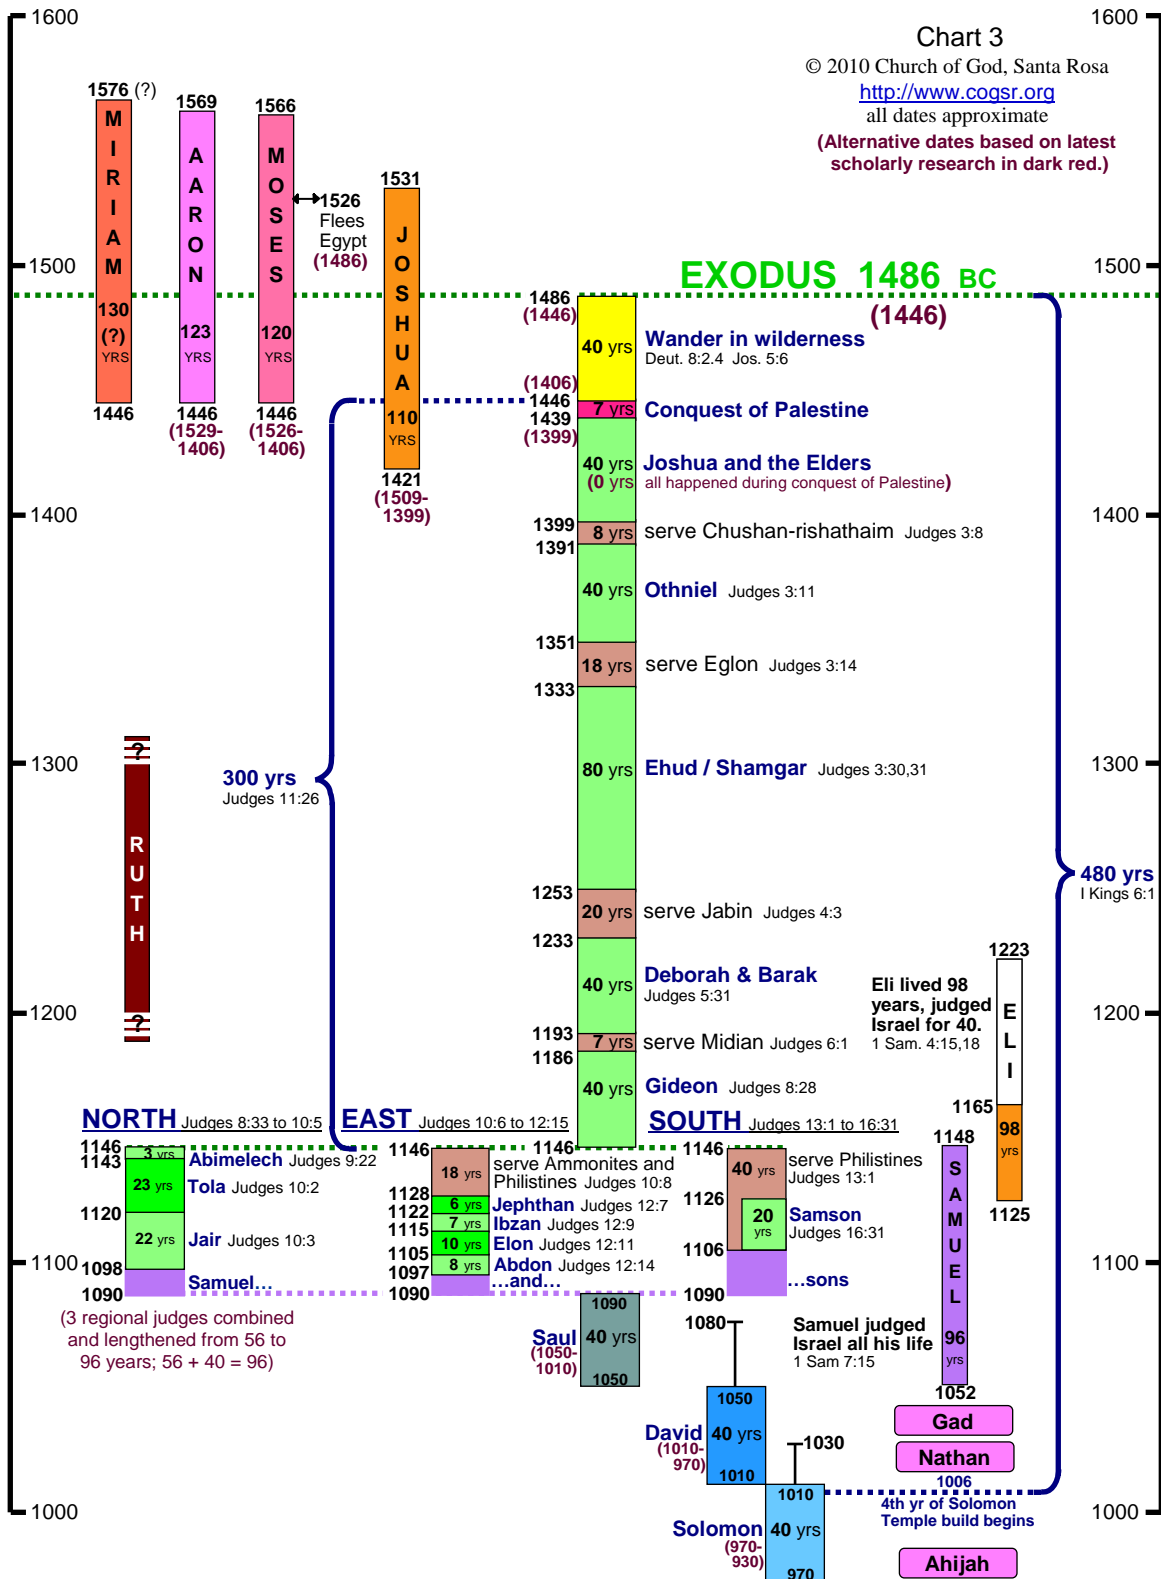 1600
1600
Chart 3
© 2010 Church of God, Santa Rosa
http://www.cogsr.org
all dates approximate
(Alternative dates based on latest
scholarly research in dark red.)
1576 (?)
MIRIAM
130
(?)
YRS
1446
1569
AARON
123
YRS
1446
(1529-
1406)
1566
MOSES
120
YRS
1446
(1526-
1406)
1526
Flees
Egypt
(1486)
1531
JOSHUA
110
YRS
1421
(1509-
1399)
1500
1500
EXODUS 1486 BC
(1446)
1486
(1446)
40 yrs
Wander in wilderness
Deut. 8:2.4 Jos. 5:6
(1406)
1446
7 yrs
Conquest of Palestine
1439
(1399)
40 yrs
Joshua and the Elders
(0 yrs all happened during conquest of Palestine)
1400
1400
1399
8 yrs
serve Chushan-rishathaim Judges 3:8
1391
40 yrs
Othniel Judges 3:11
1351
18 yrs
serve Eglon Judges 3:14
1333
1300
1300
80 yrs
Ehud / Shamgar Judges 3:30,31
300 yrs
Judges 11:26
?
RUTH
?
480 yrs
I Kings 6:1
1253
20 yrs
serve Jabin Judges 4:3
1233
40 yrs
Deborah & Barak
Judges 5:31
1200
1200
1193
7 yrs
serve Midian Judges 6:1
1186
40 yrs
Gideon Judges 8:28
1146
1223
ELI
Eli lived 98
years, judged
Israel for 40.
1 Sam. 4:15,18
1165
98
yrs
1125
NORTH Judges 8:33 to 10:5
1146
3 yrs
Abimelech Judges 9:22
1143
23 yrs
Tola Judges 10:2
1120
22 yrs
Jair Judges 10:3
1098
Samuel...
1090
(3 regional judges combined
and lengthened from 56 to
96 years; 56 + 40 = 96)
EAST Judges 10:6 to 12:15
1146
18 yrs
serve Ammonites and
Philistines Judges 10:8
1128
6 yrs
Jephthan Judges 12:7
1122
7 yrs
Ibzan Judges 12:9
1115
10 yrs
Elon Judges 12:11
1105
8 yrs
Abdon Judges 12:14
1097
...and...
1090
SOUTH Judges 13:1 to 16:31
1146
40 yrs
serve Philistines
Judges 13:1
1126
20
yrs
Samson
Judges 16:31
1106
...sons
1090
1148
SAMUEL
96
yrs
1052
Samuel judged
Israel all his life
1 Sam 7:15
1100
1100
1090
Saul
40 yrs
(1050-
1010)
1050
1080
1050
David
40 yrs
(1010-
970)
1010
1030
1010
Solomon
40 yrs
(970-
930)
970
Gad
Nathan
1006
4th yr of Solomon
Temple build begins
1000
1000
Ahijah